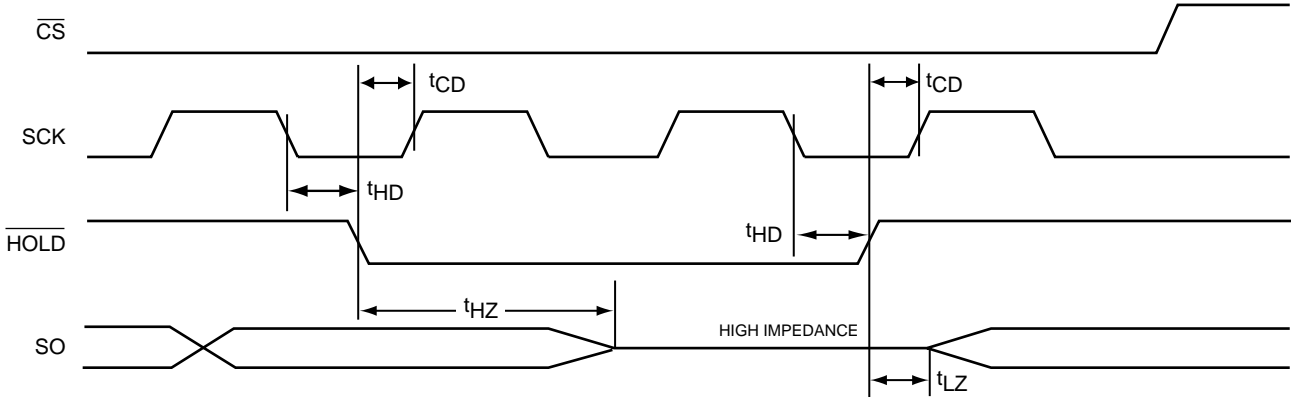 CS
tCD
tCD
SCK
tHD
HOLD
tHD
tHZ
HIGH IMPEDANCE
SO
tLZ